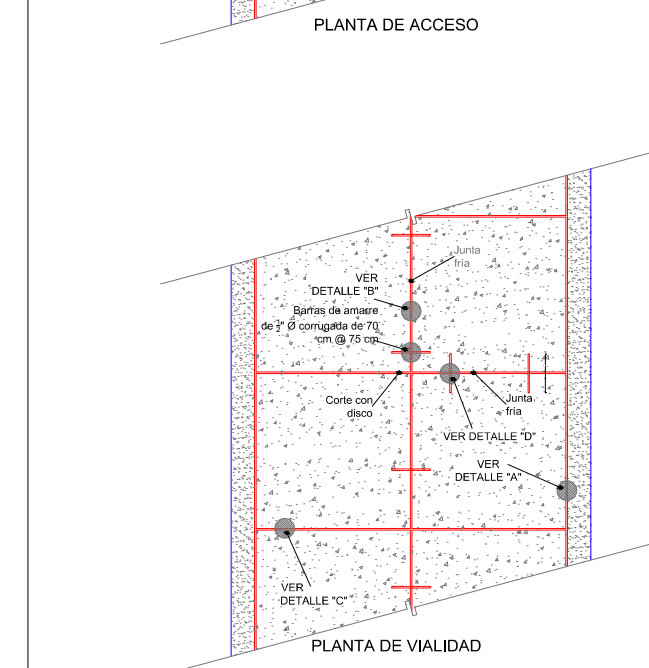 PLANTA DE ACCESO
Junta
fría
VER
DETALLE "B"
Barras de amarre
de ½" Ø corrugada de 70
cm @ 75 cm
Corte con
disco
Junta
fría
VER DETALLE "D"
VER
DETALLE "A"
VER
DETALLE "C"
PLANTA DE VIALIDAD